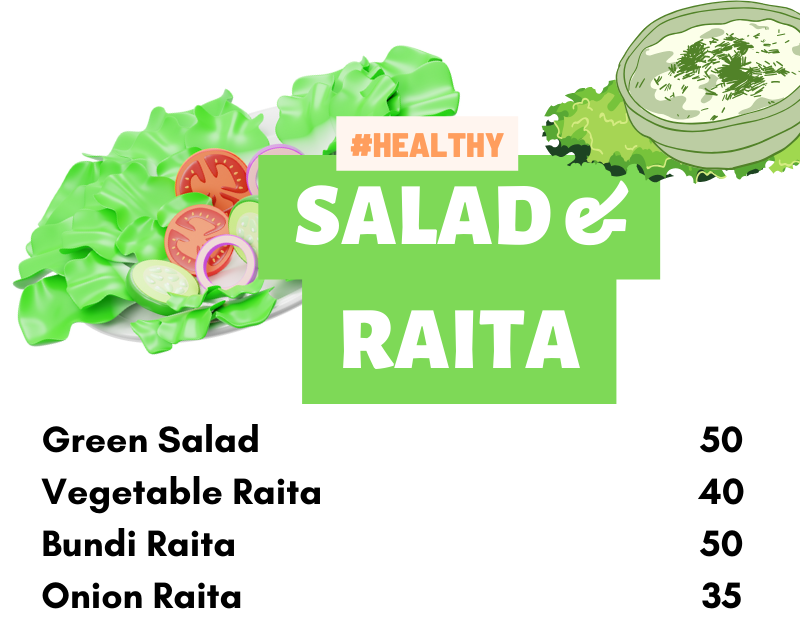 #HEALTHY
SALAD &
RAITA
Green Salad 50
Vegetable Raita 40
Bundi Raita 50
Onion Raita 35